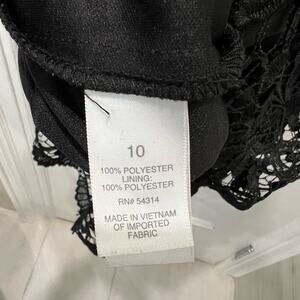 10
100% POLYESTER
LINING:
100% POLYESTER
RN# 54314
MADE IN VIETNAM
OF IMPORTED
FABRIC